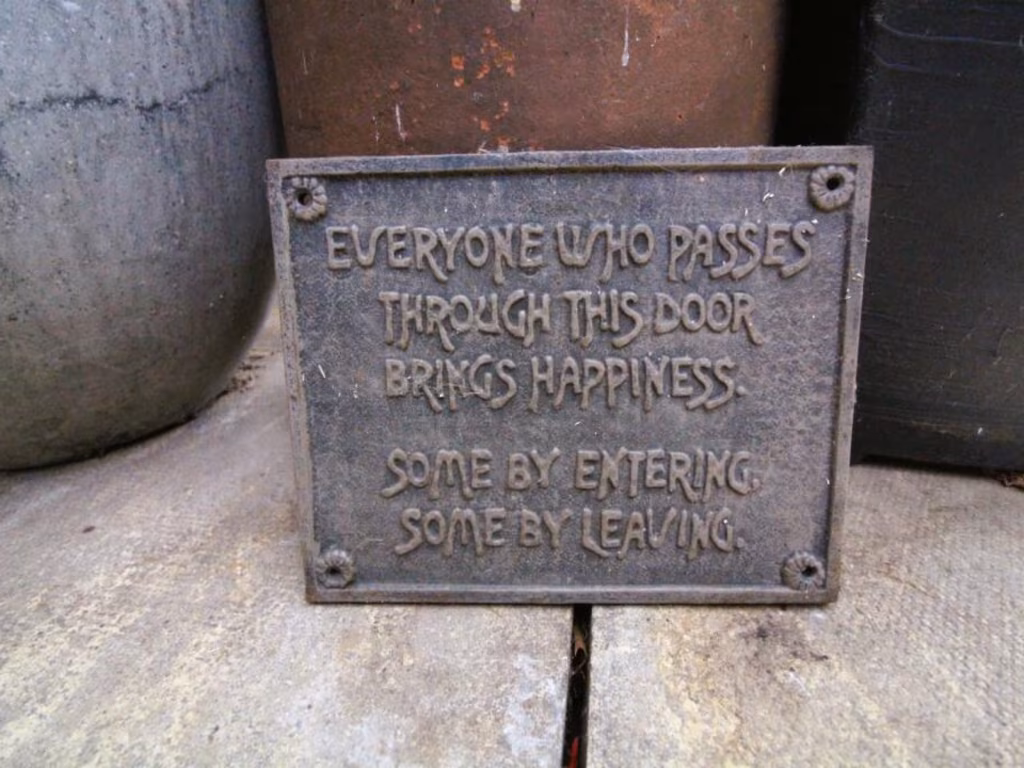 EVERYONE WHO PASSES
THROUGH THIS DOOR
BRINGS HAPPINESS.
SOME BY ENTERING,
SOME BY LEAVING.